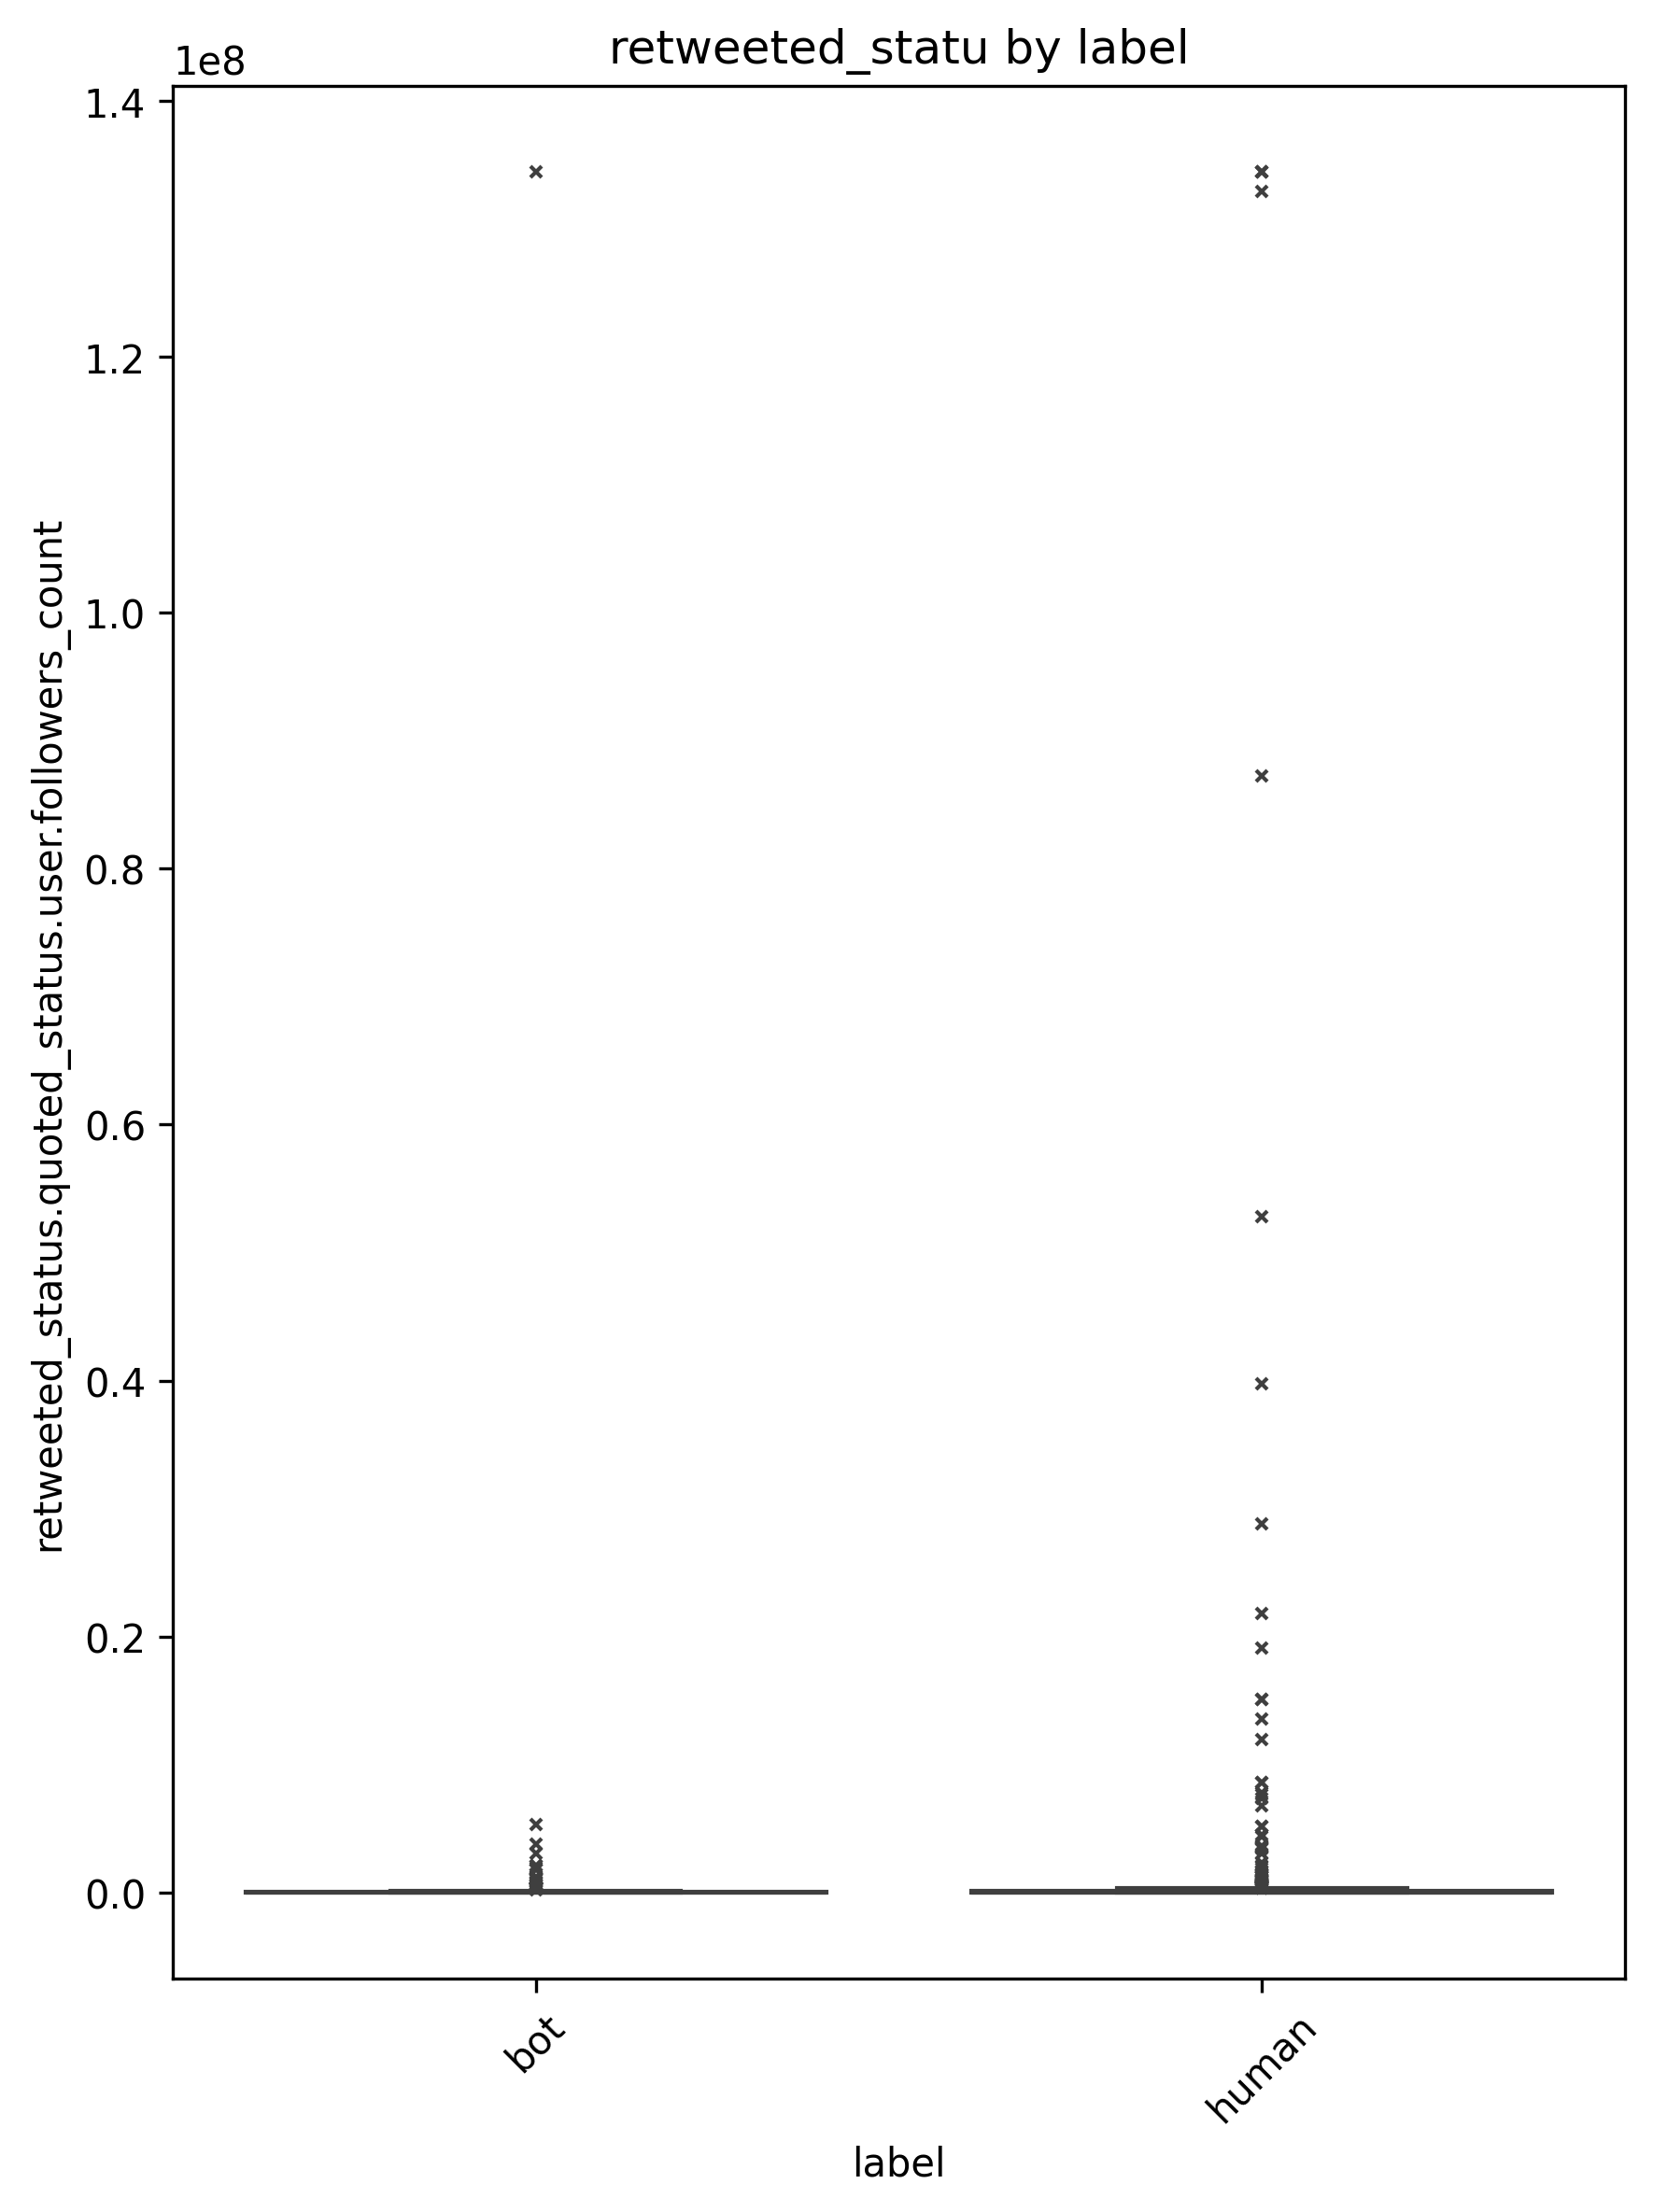 retweeted_statu by label
1e8
1.4
1.2
1.0
0.8
0.6
0.4
0.2
0.0
retweeted_status.quoted_status.user.followers_count
bot
human
label